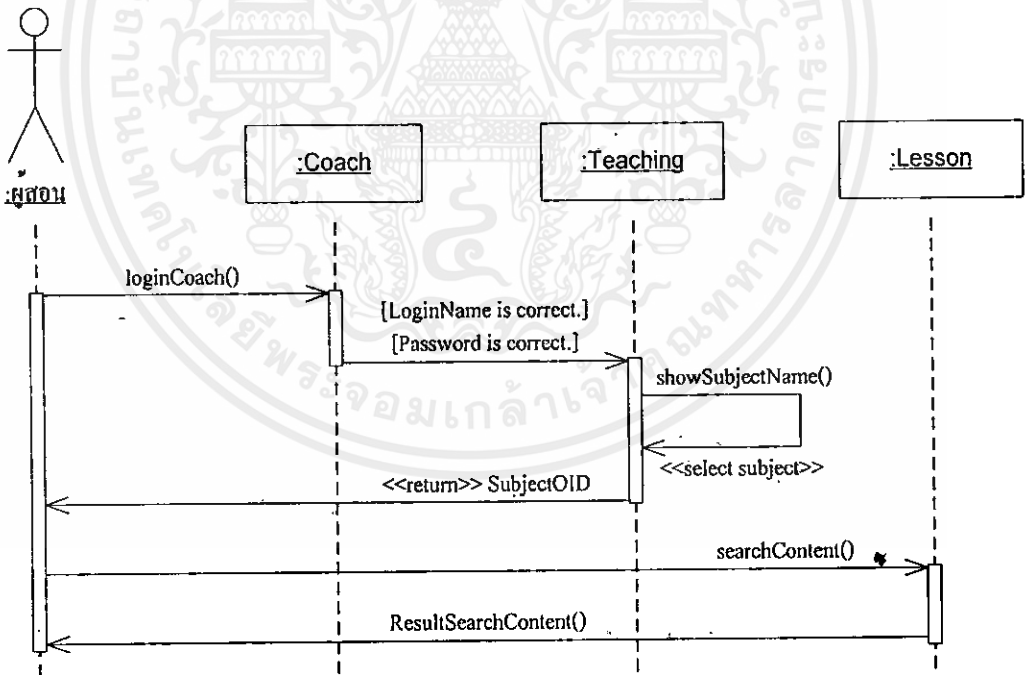 :ผู้สอน
:Coach
:Teaching
:Lesson
loginCoach()
[LoginName is correct.]
[Password is correct.]
showSubjectName()
<<select subject>>
<<return>> SubjectOID
searchContent()
ResultSearchContent()